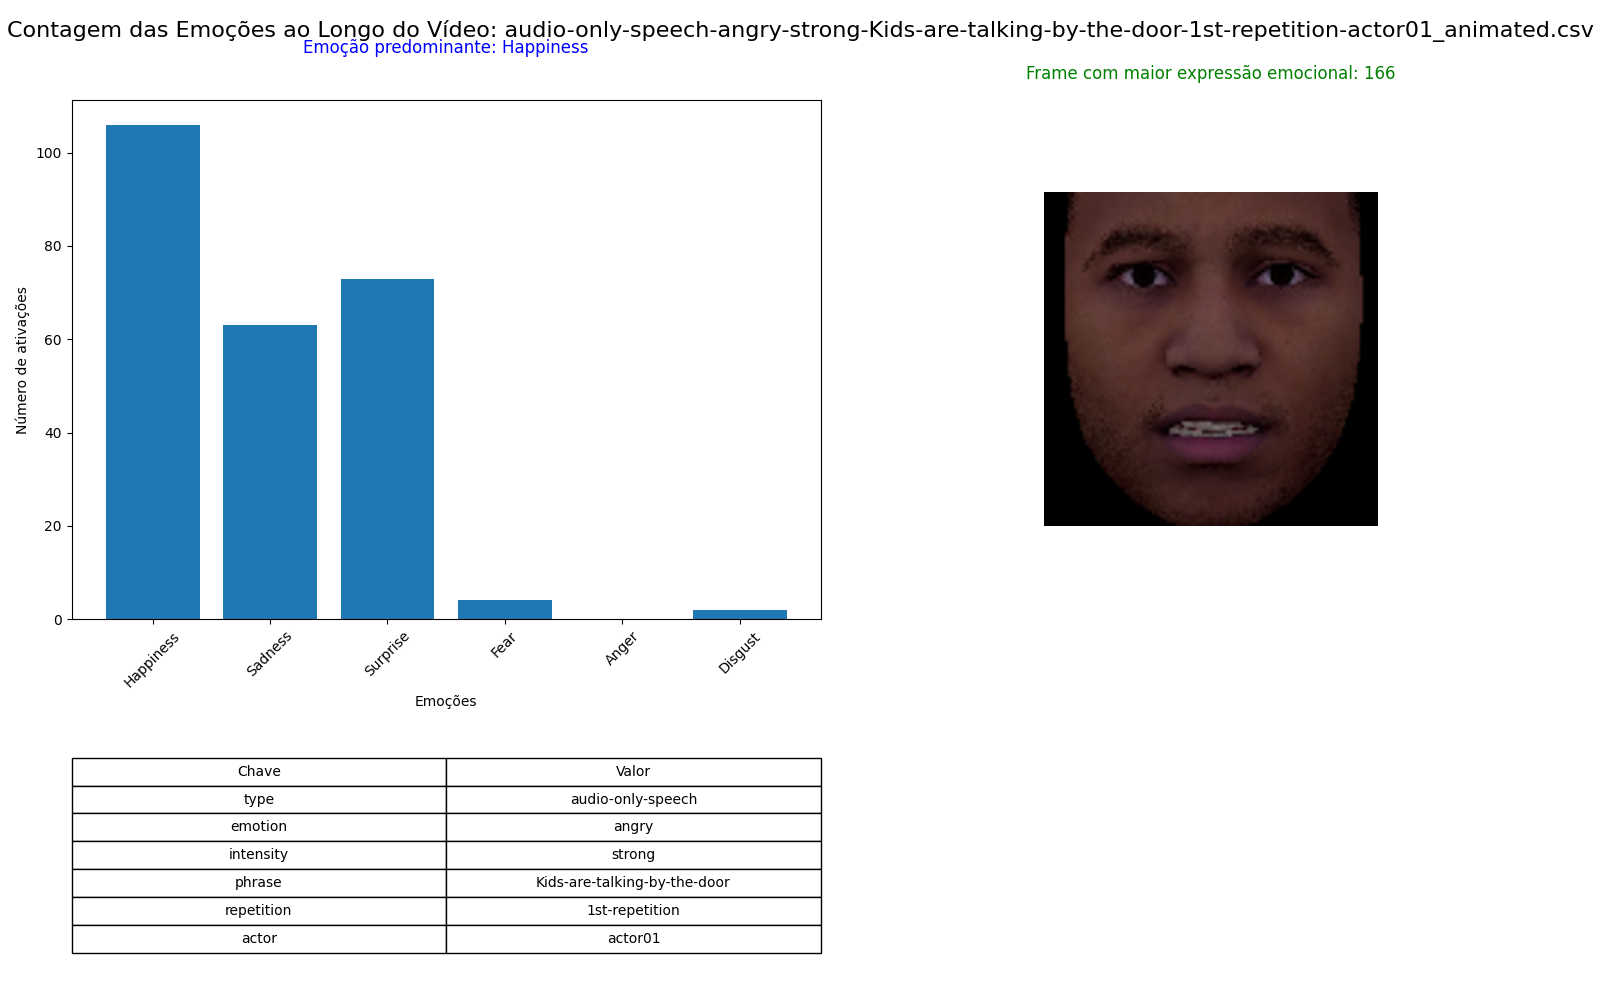 Contagem das Emoções ao Longo do Vídeo: audio-only-speech-angry-strong-Kids-are-talking-by-the-door-1st-repetition-actor01_animated.csv
Emoção predominante: Happiness
Frame com maior expressão emocional: 166
Número de ativações
100
80
60
40
20
0
Happiness
Sadness
Surprise
Fear
Anger
Disgust
Emoções
Chave Valor
type audio-only-speech
emotion angry
intensity strong
phrase Kids-are-talking-by-the-door
repetition 1st-repetition
actor actor01